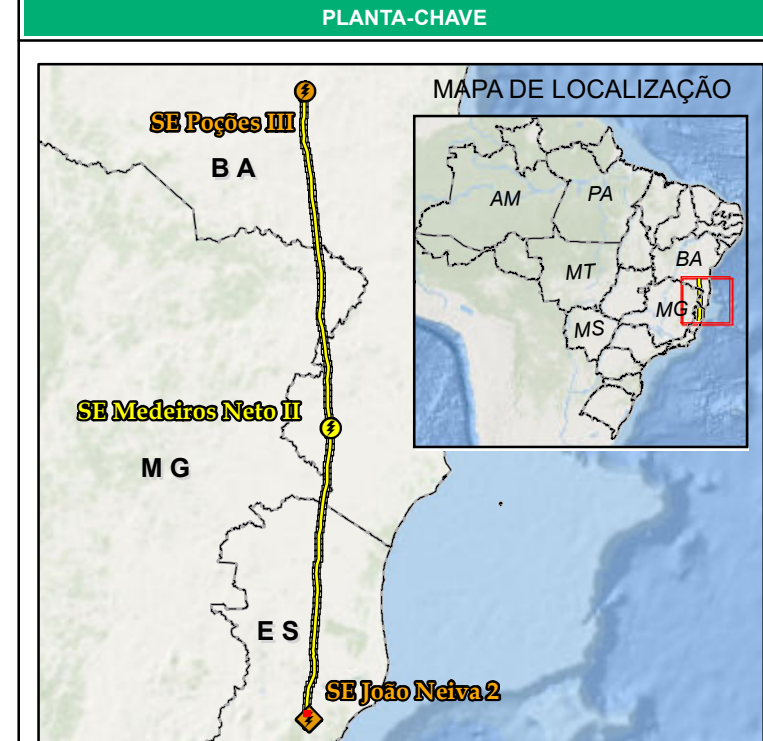 PLANTA-CHAVE
MAPA DE LOCALIZAÇÃO
SE Poções III
B A
AM
PA
BA
MT
MG
MS
SE Medeiros Neto II
M G
E S
SE João Neiva 2